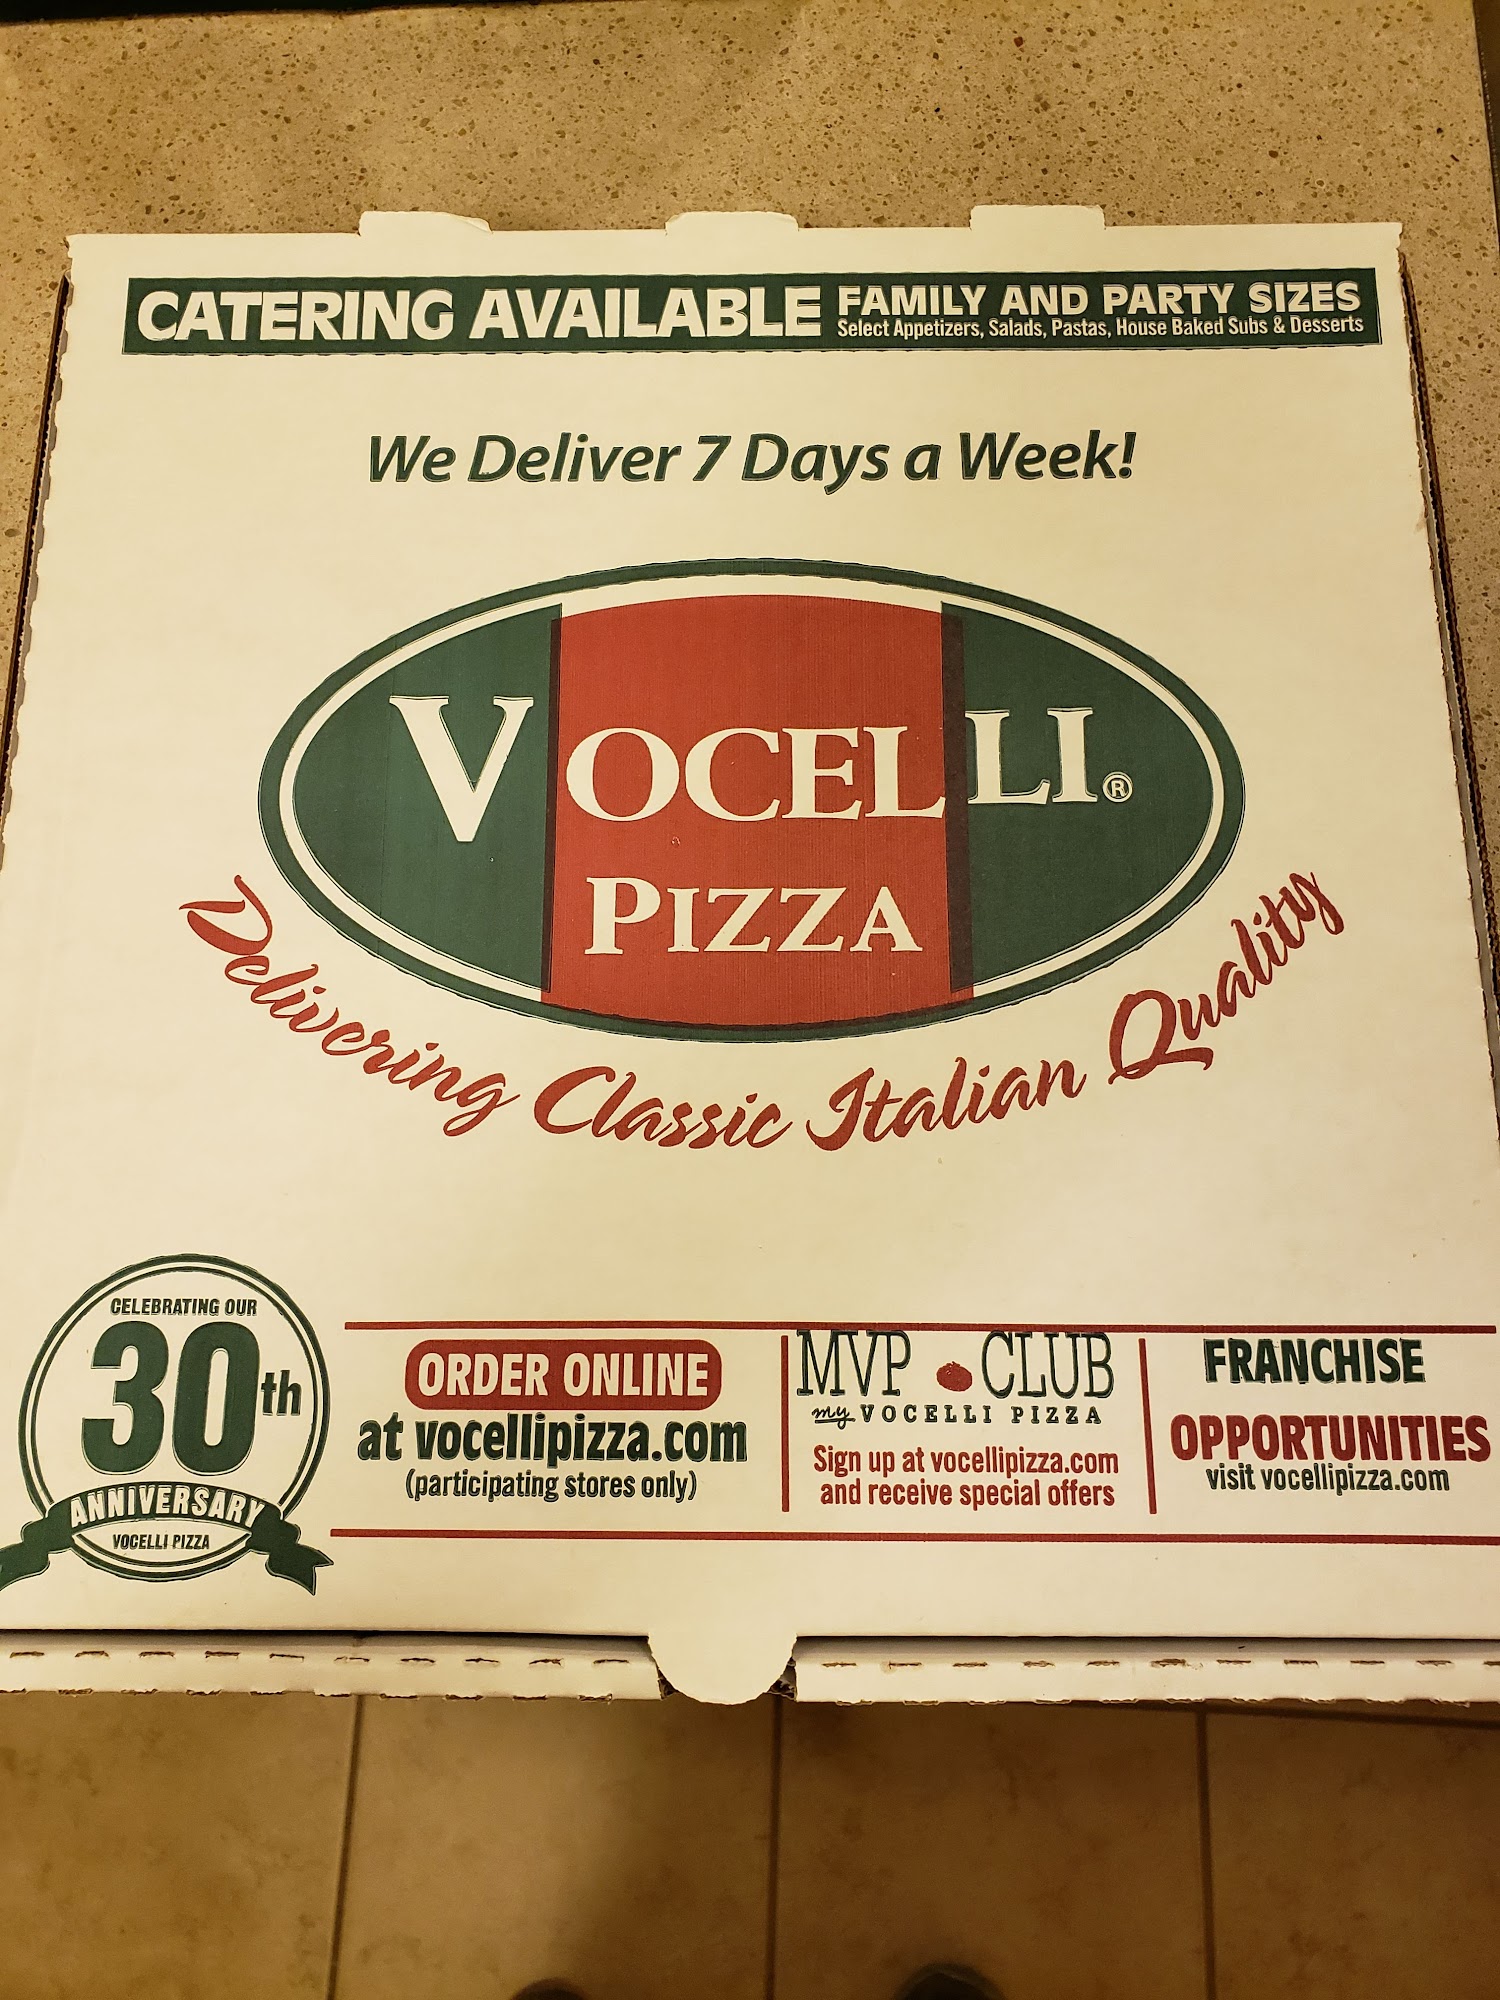 CATERING AVAILABLE FAMILY AND PARTY SIZES
Select Appetizers, Salads, Pastas, House Baked Subs & Desserts
We Deliver 7 Days a Week!
VOCELLI®
PIZZA
Delivering Classic Italian Quality
CELEBRATING OUR
30th
ANNIVERSARY
VOCELLI PIZZA
ORDER ONLINE
at vocellipizza.com
(participating stores only)
MVP CLUB
my VOCELLI PIZZA
Sign up at vocellipizza.com
and receive special offers
FRANCHISE
OPPORTUNITIES
visit vocellipizza.com